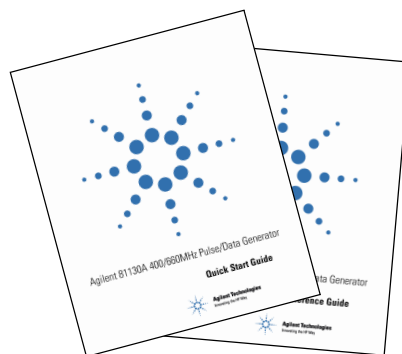 Agilent 81130A 400/660MHz Pulse/Data Generator
Quick Start Guide
Agilent Technologies
Innovating the HP Way
ata Generator
erence Guide
Agilent Technologies
Innovating the HP Way